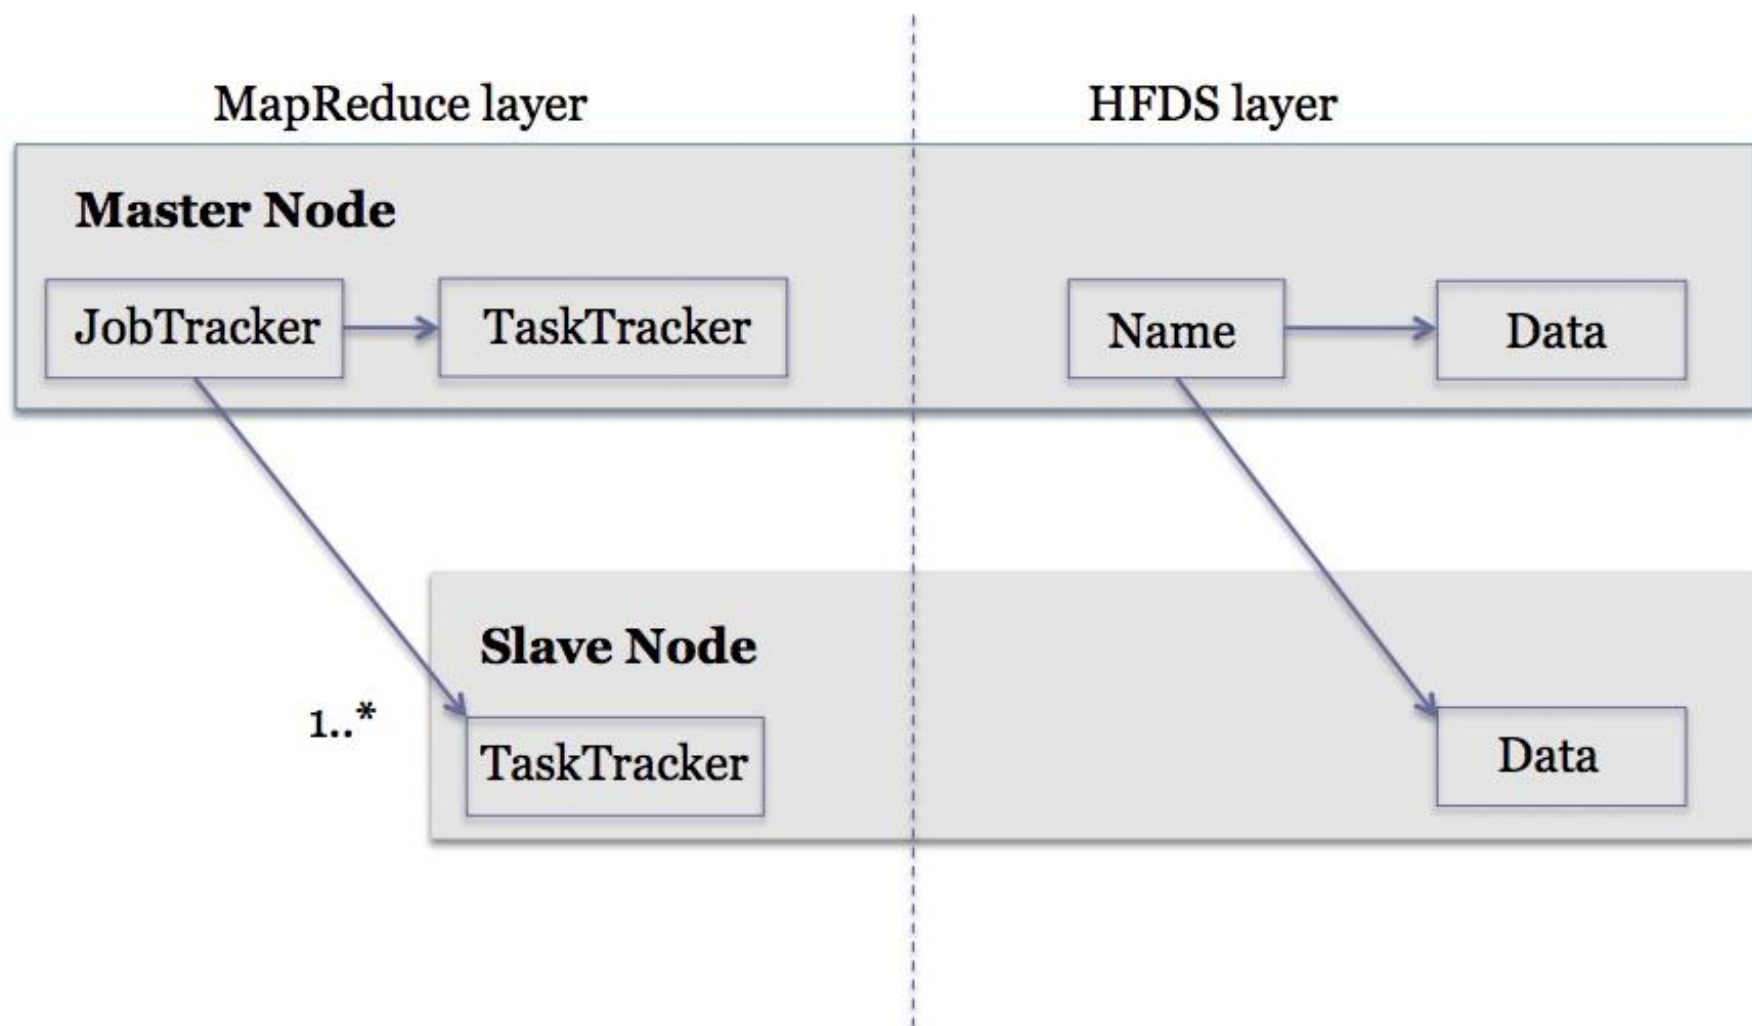 MapReduce layer
HFDS layer
Master Node
JobTracker
TaskTracker
Name
Data
Slave Node
1..*
TaskTracker
Data